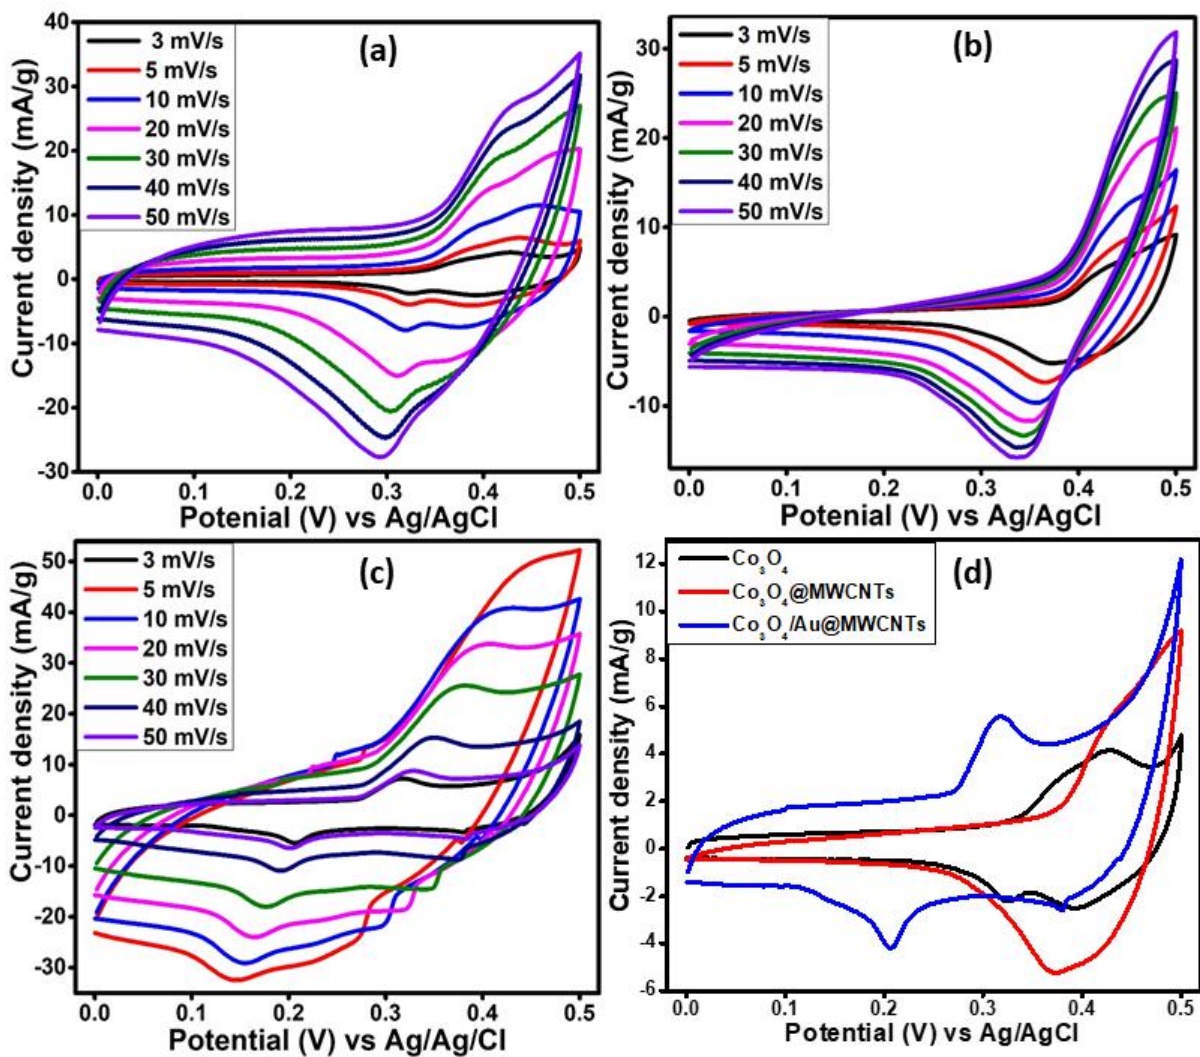 (a)
3 mV/s
5 mV/s
10 mV/s
20 mV/s
30 mV/s
40 mV/s
50 mV/s
Current density (mA/g)
40
30
20
10
0
-10
-20
-30
0.0 0.1 0.2 0.3 0.4 0.5
Potenial (V) vs Ag/AgCl
(b)
3 mV/s
5 mV/s
10 mV/s
20 mV/s
30 mV/s
40 mV/s
50 mV/s
Current density (mA/g)
30
20
10
0
-10
0.0 0.1 0.2 0.3 0.4 0.5
Potenial (V) vs Ag/AgCl
(c)
3 mV/s
5 mV/s
10 mV/s
20 mV/s
30 mV/s
40 mV/s
50 mV/s
Current density (mA/g)
50
40
30
20
10
0
-10
-20
-30
0.0 0.1 0.2 0.3 0.4 0.5
Potential (V) vs Ag/Ag/Cl
(d)
Co₃O₄
Co₃O₄@MWCNTs
Co₃O₄/Au@MWCNTs
Current density (mA/g)
12
10
8
6
4
2
0
-2
-4
-6
0.0 0.1 0.2 0.3 0.4 0.5
Potential (V) vs Ag/AgCl